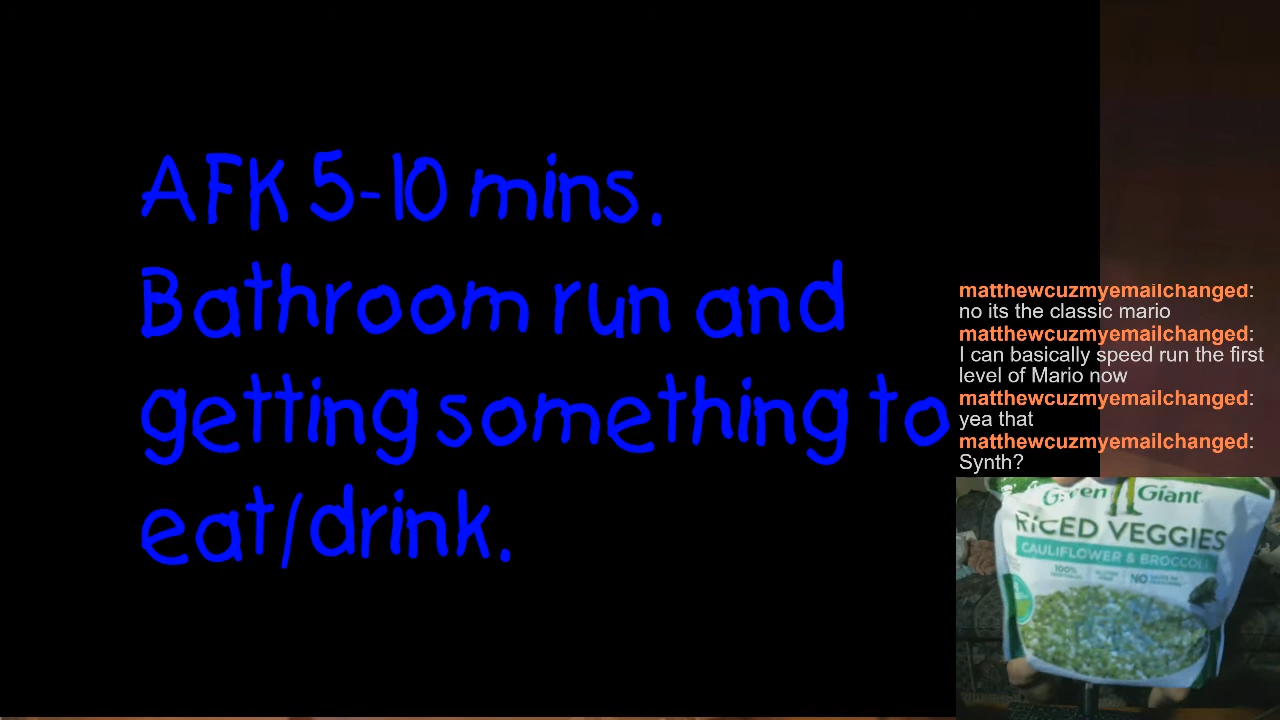 AFK 5-10 mins.
Bathroom run and
getting something to
eat/drink.
matthewcuzmyemailchanged:
no its the classic mario
matthewcuzmyemailchanged:
I can basically speed run the first
level of Mario now
matthewcuzmyemailchanged:
yea that
matthewcuzmyemailchanged:
Synth?
Green Giant
RICED VEGGIES
CAULIFLOWER & BROCCOLI
100%
NO